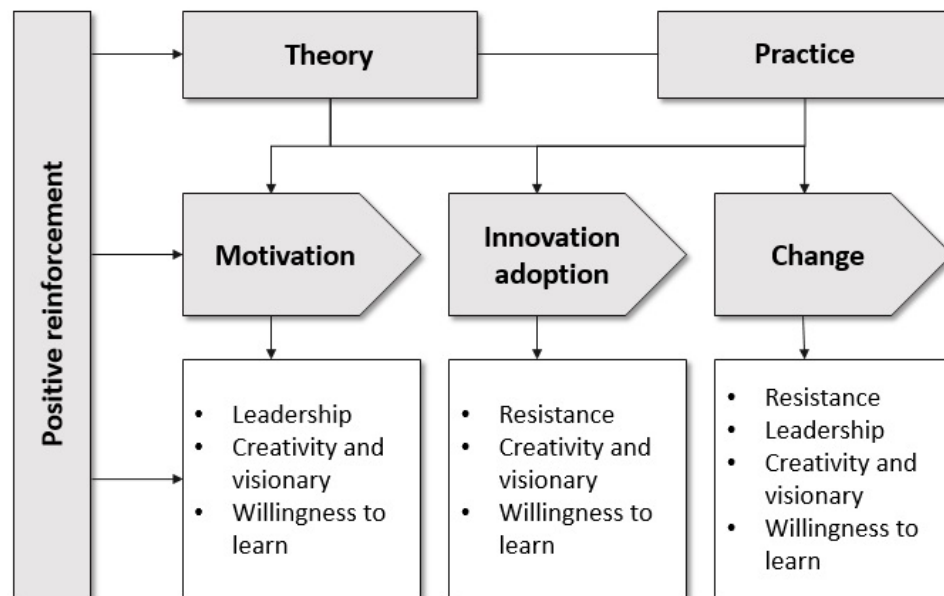 Positive reinforcement
Theory
Practice
Motivation
Innovation
adoption
Change
• Leadership
• Creativity and
visionary
• Willingness to
learn
• Resistance
• Creativity and
visionary
• Willingness to
learn
• Resistance
• Leadership
• Creativity and
visionary
• Willingness to
learn